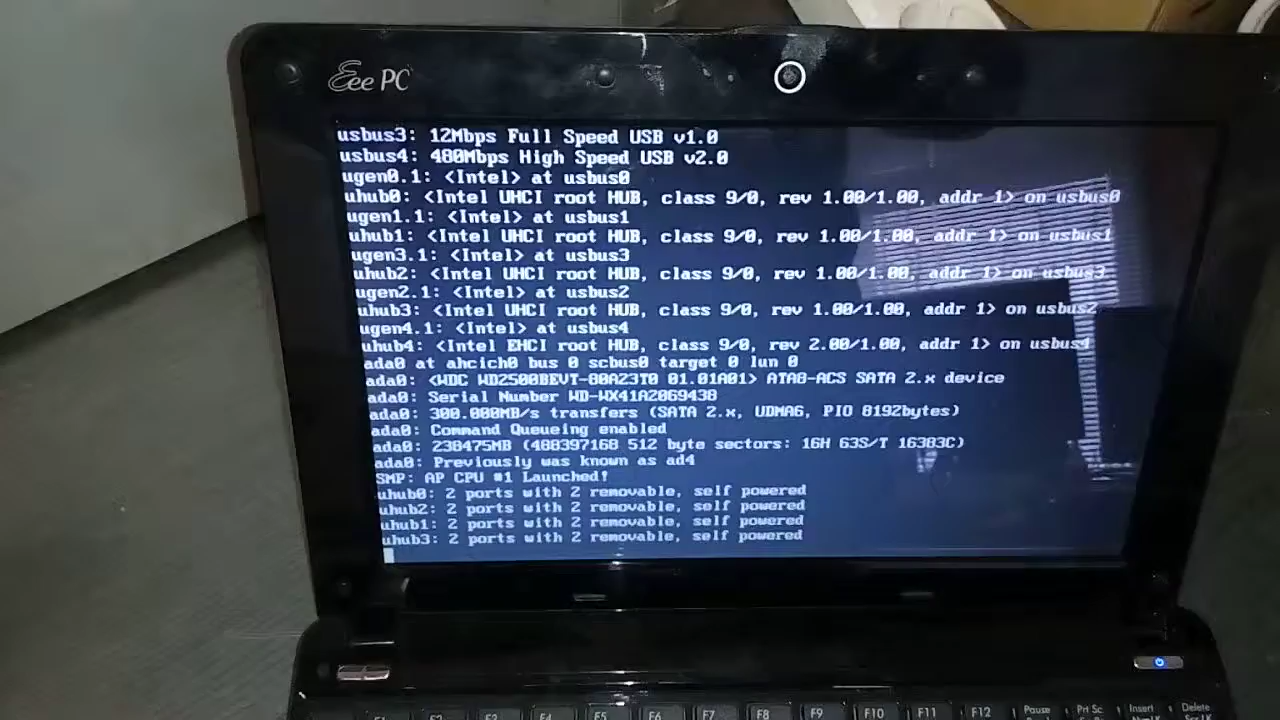 Eee PC
usbus3: 12Mbps Full Speed USB v1.0
usbus4: 480Mbps High Speed USB v2.0
ugen0.1: <Intel> at usbus0
uhub0: <Intel UHCI root HUB, class 9/0, rev 1.00/1.00, addr 1> on usbus0
ugen1.1: <Intel> at usbus1
uhub1: <Intel UHCI root HUB, class 9/0, rev 1.00/1.00, addr 1> on usbus1
ugen3.1: <Intel> at usbus3
uhub2: <Intel UHCI root HUB, class 9/0, rev 1.00/1.00, addr 1> on usbus3
ugen2.1: <Intel> at usbus2
uhub3: <Intel UHCI root HUB, class 9/0, rev 1.00/1.00, addr 1> on usbus2
ugen4.1: <Intel> at usbus4
uhub4: <Intel EHCI root HUB, class 9/0, rev 2.00/1.00, addr 1> on usbus4
ada0 at ahcich0 bus 0 scbus0 target 0 lun 0
ada0: <WDC WD2500BEVT-80A23T0 01.01A01> ATA8-ACS SATA 2.x device
ada0: Serial Number WD-WX41A2069438
ada0: 300.000MB/s transfers (SATA 2.x, UDMA6, PIO 8192bytes)
ada0: Command Queueing enabled
ada0: 238475MB (488397168 512 byte sectors: 16H 63S/T 16383C)
ada0: Previously was known as ad4
SMP: AP CPU #1 Launched!
uhub0: 2 ports with 2 removable, self powered
uhub2: 2 ports with 2 removable, self powered
uhub1: 2 ports with 2 removable, self powered
uhub3: 2 ports with 2 removable, self powered
F1 F2 F3 F4 F5 F6 F7 F8 F9 F10 F11 F12 Pause Prt Sc Insert Delete